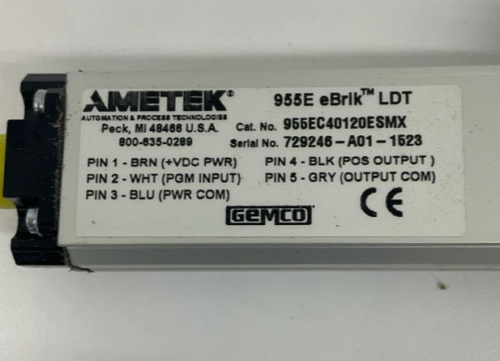 AMETEK® 955E eBrik™ LDT
AUTOMATION & PROCESS TECHNOLOGIES
Peck, MI 48466 U.S.A. Cat. No. 955EC40120ESMX
800-635-0289 Serial No. 729246-A01-1523
PIN 1 - BRN (+VDC PWR) PIN 4 - BLK (POS OUTPUT )
PIN 2 - WHT (PGM INPUT) PIN 5 - GRY (OUTPUT COM)
PIN 3 - BLU (PWR COM)
GEMCO CE